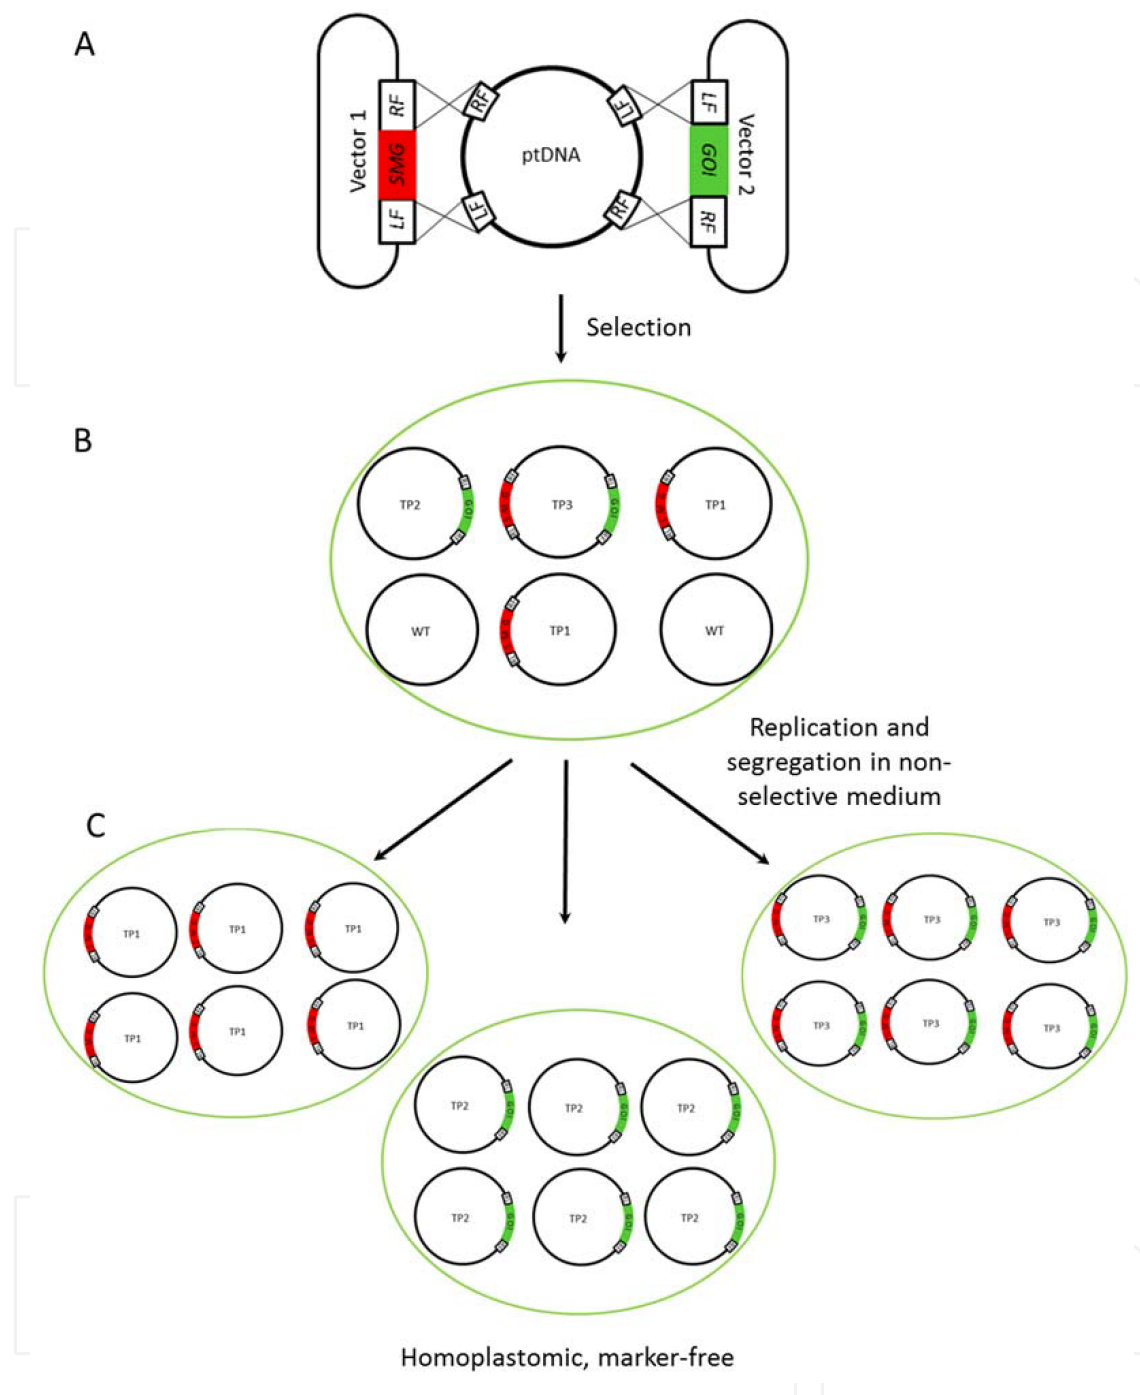 A
Vector 1
RF
SMG
LF
RF
LF
ptDNA
LF
RF
LF
GOI
RF
Vector 2
Selection
B
TP2
GOI
TP3
GOI
TP1
WT
TP1
WT
Replication and
segregation in non-
selective medium
C
TP1
TP1
TP1
TP1
TP1
TP1
TP3
GOI
TP3
GOI
TP3
GOI
TP3
GOI
TP3
GOI
TP3
GOI
TP2
GOI
TP2
GOI
TP2
GOI
TP2
GOI
TP2
GOI
TP2
GOI
Homoplastomic, marker-free